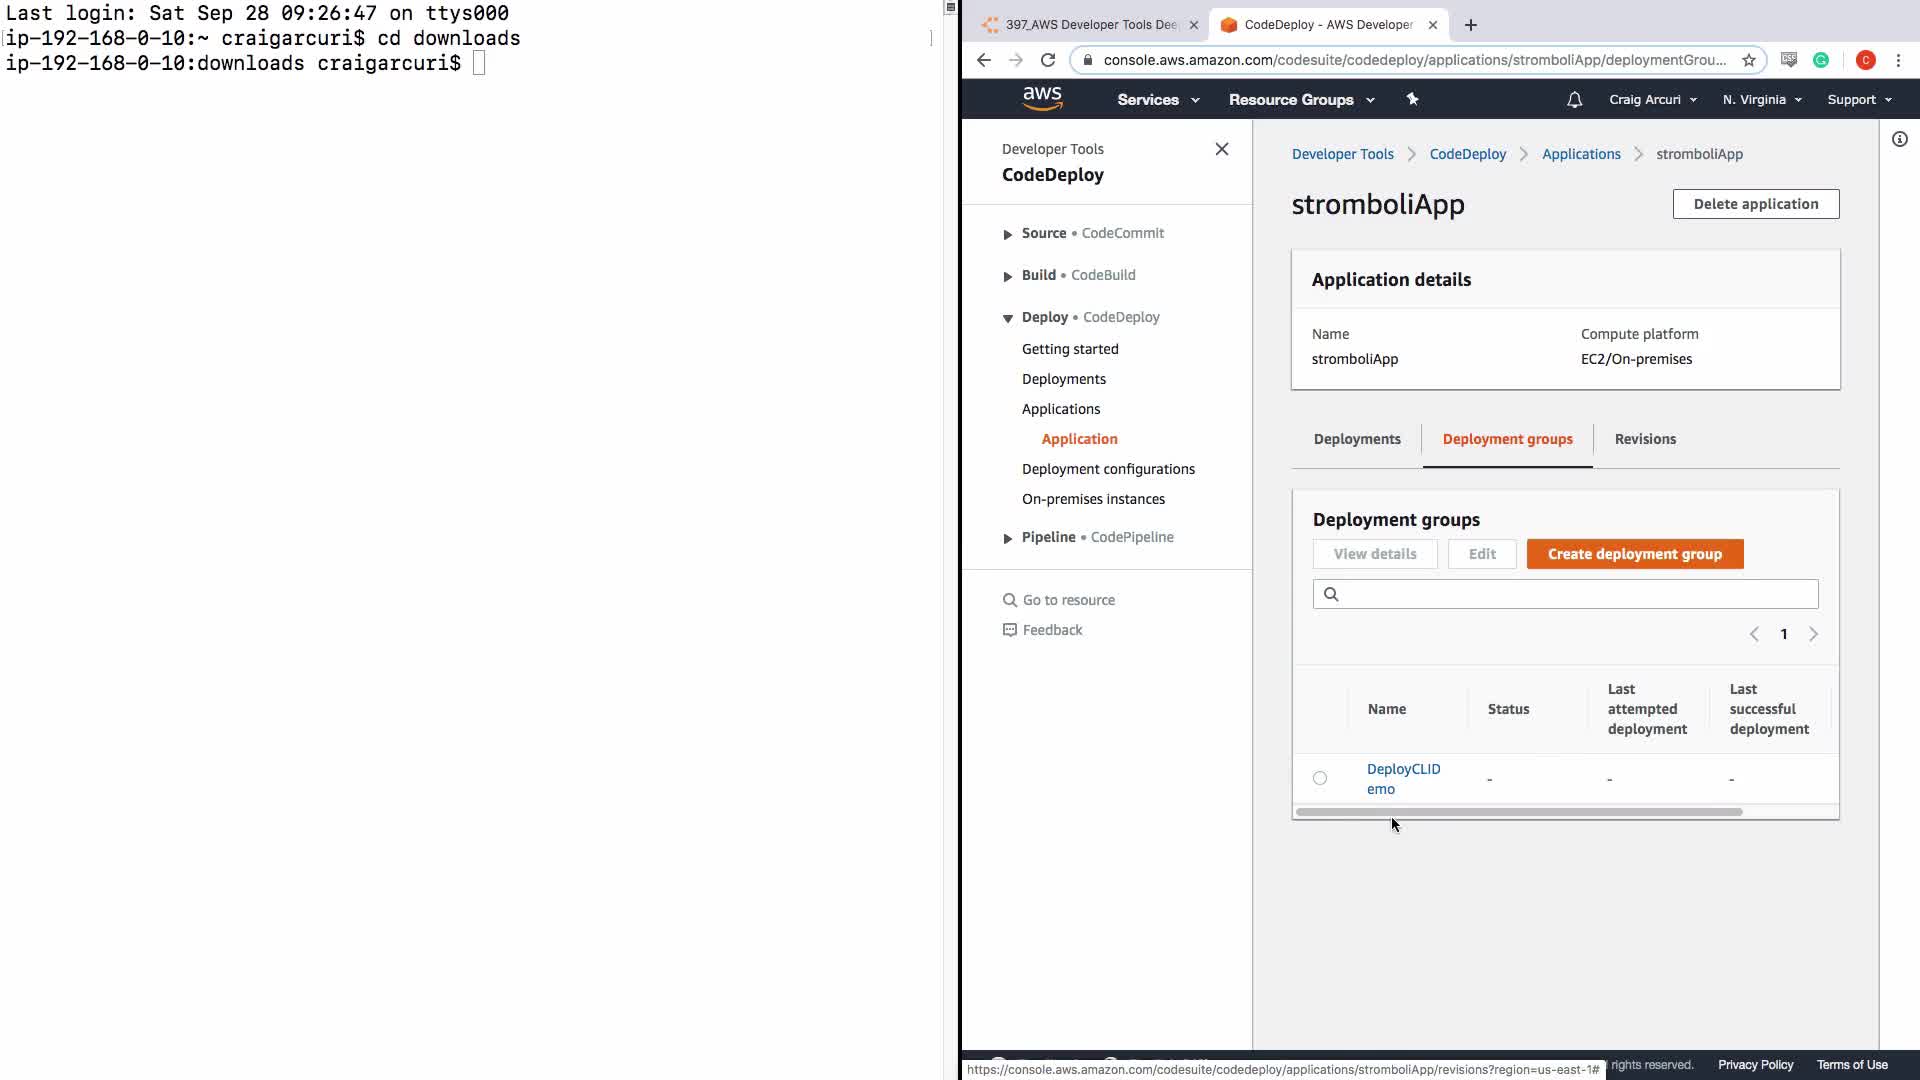 Last login: Sat Sep 28 09:26:47 on ttys000
ip-192-168-0-10:~ craigarcuri$ cd downloads
ip-192-168-0-10:downloads craigarcuri$
397_AWS Developer Tools Dee
CodeDeploy - AWS Developer
console.aws.amazon.com/codesuite/codedeploy/applications/stromboliApp/deploymentGrou...
C
aws
Services
Resource Groups
Craig Arcuri
N. Virginia
Support
Developer Tools
CodeDeploy
Source • CodeCommit
Build • CodeBuild
Deploy • CodeDeploy
Getting started
Deployments
Applications
Application
Deployment configurations
On-premises instances
Pipeline • CodePipeline
Go to resource
Feedback
Developer Tools > CodeDeploy > Applications > stromboliApp
stromboliApp
Delete application
Application details
Name
stromboliApp
Compute platform
EC2/On-premises
Deployments
Deployment groups
Revisions
Deployment groups
View details
Edit
Create deployment group
1
Name
Status
Last
attempted
deployment
Last
successful
deployment
DeployCLID
emo
-
-
-
https://console.aws.amazon.com/codesuite/codedeploy/applications/stromboliApp/revisions?region=us-east-1#
rights reserved.
Privacy Policy
Terms of Use